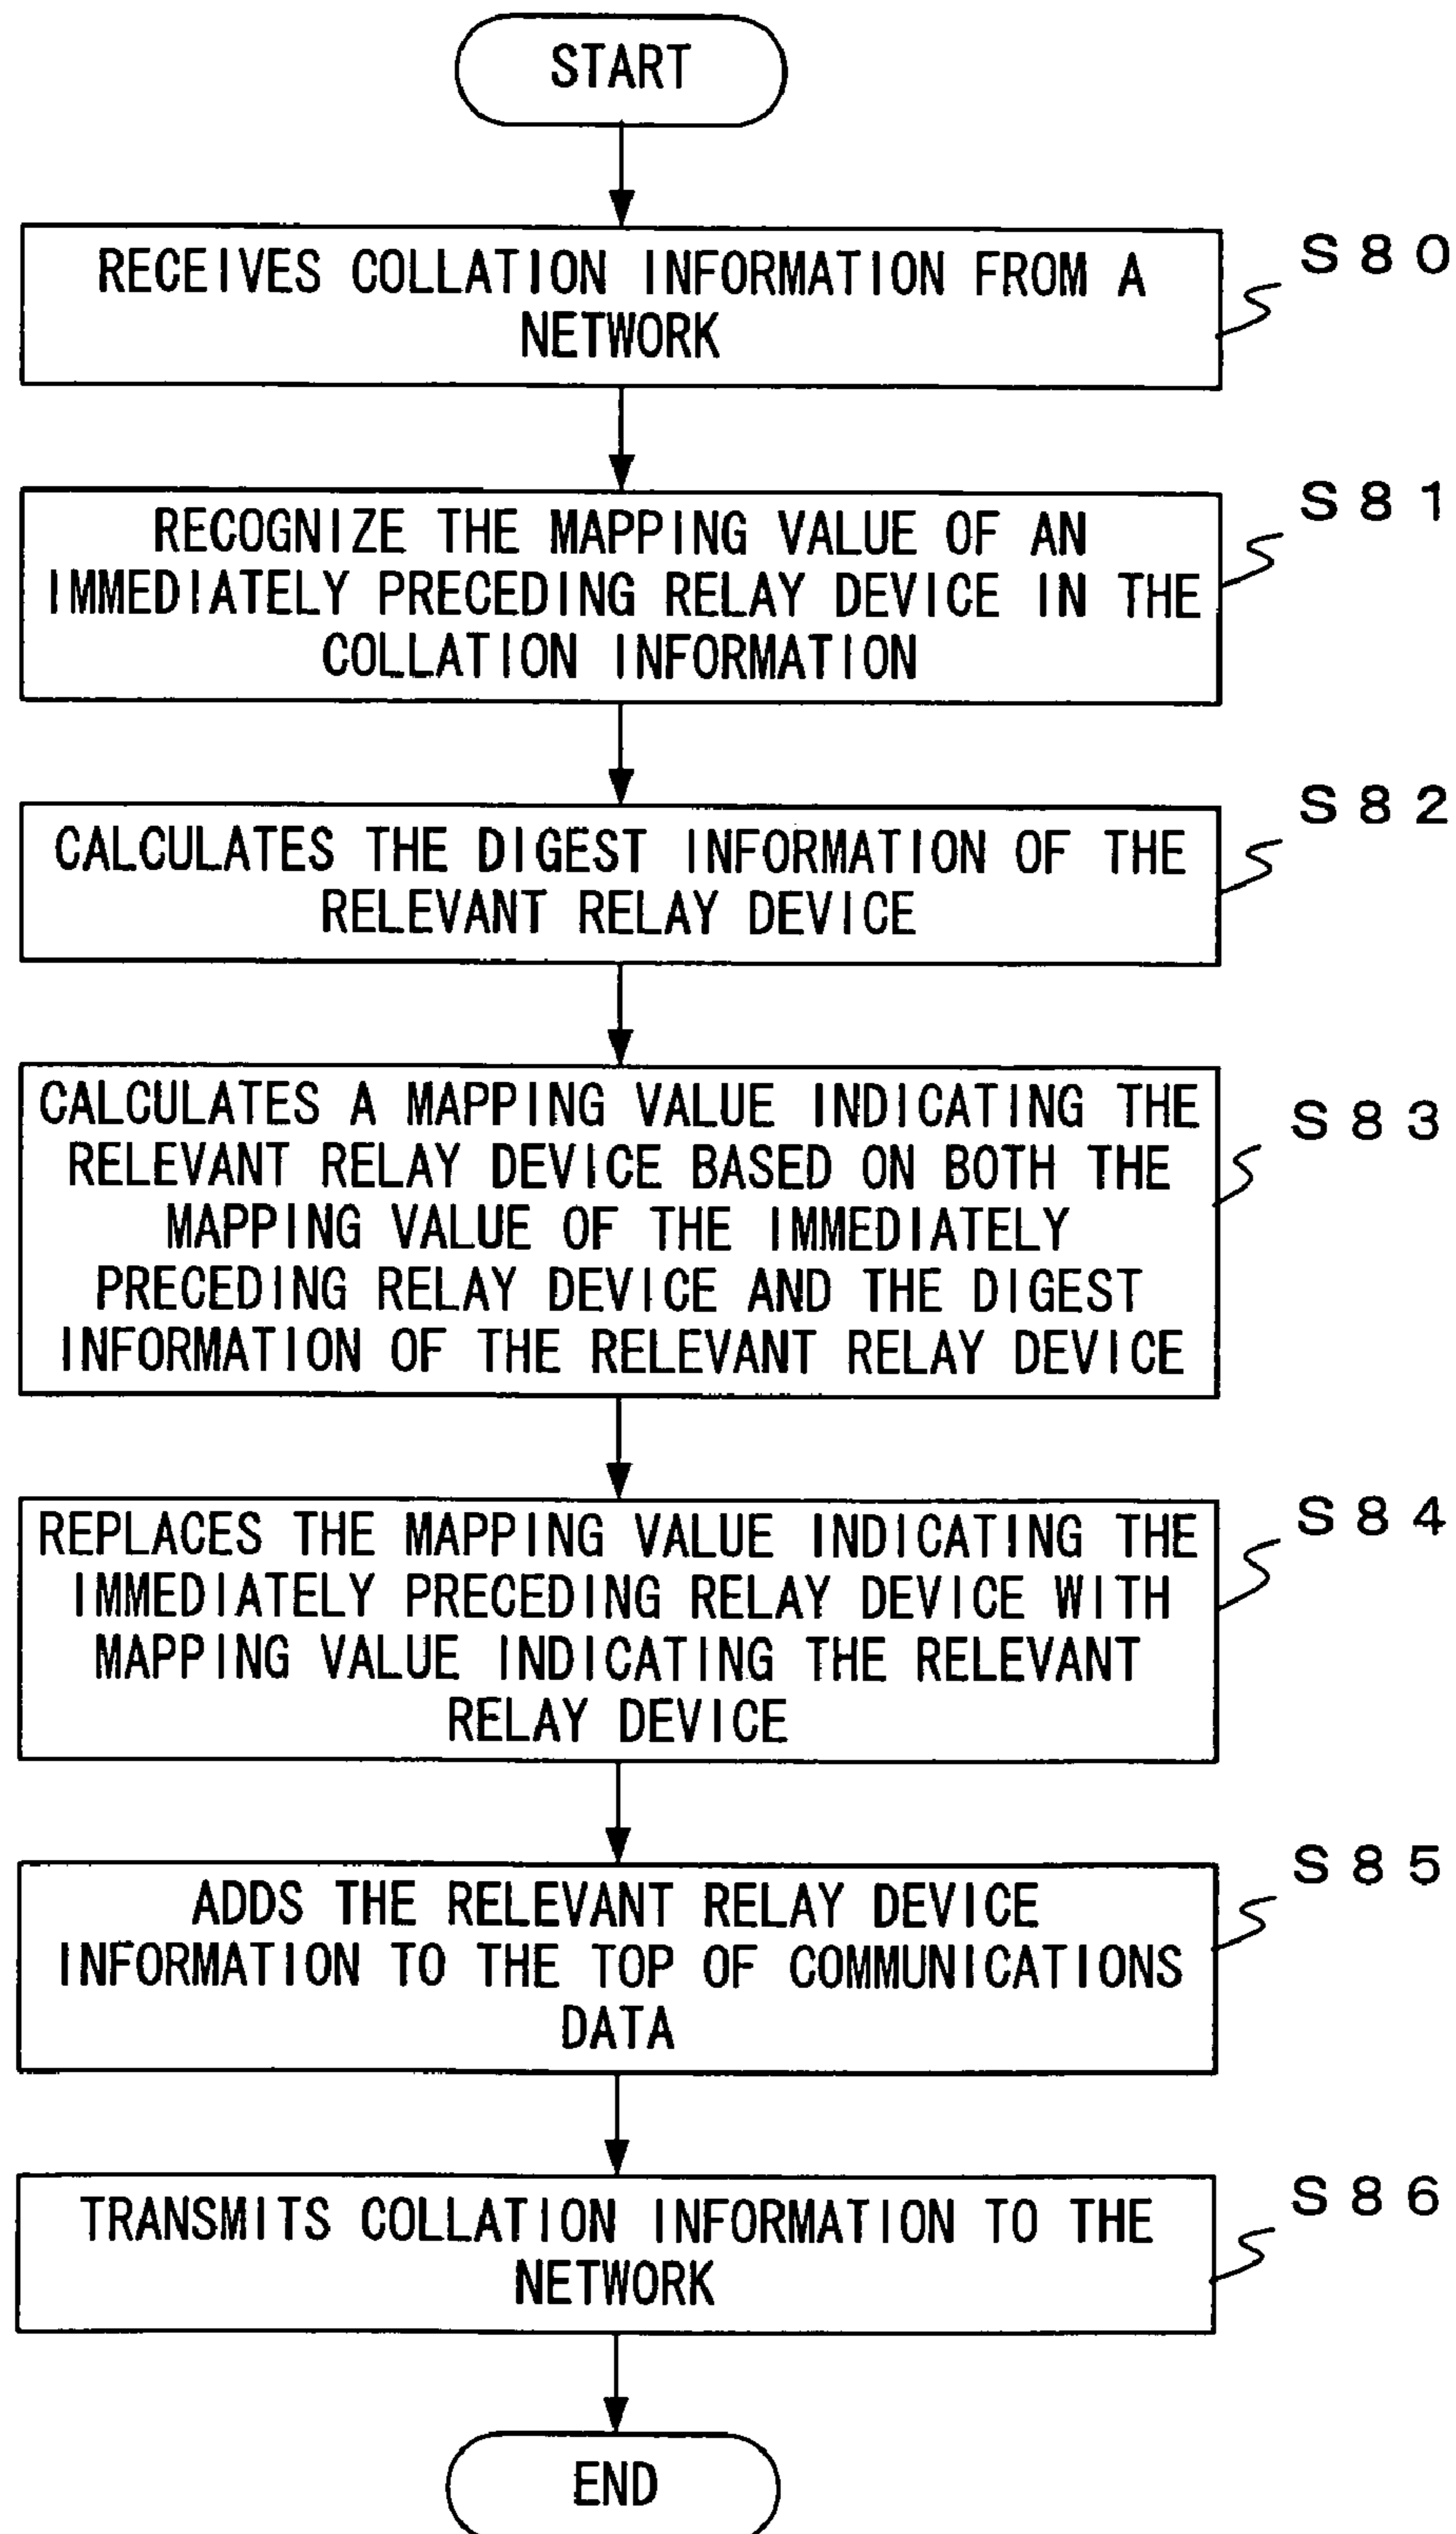 START
RECEIVES COLLATION INFORMATION FROM A
NETWORK
S80
RECOGNIZE THE MAPPING VALUE OF AN
IMMEDIATELY PRECEDING RELAY DEVICE IN THE
COLLATION INFORMATION
S81
CALCULATES THE DIGEST INFORMATION OF THE
RELEVANT RELAY DEVICE
S82
CALCULATES A MAPPING VALUE INDICATING THE
RELEVANT RELAY DEVICE BASED ON BOTH THE
MAPPING VALUE OF THE IMMEDIATELY
PRECEDING RELAY DEVICE AND THE DIGEST
INFORMATION OF THE RELEVANT RELAY DEVICE
S83
REPLACES THE MAPPING VALUE INDICATING THE
IMMEDIATELY PRECEDING RELAY DEVICE WITH
MAPPING VALUE INDICATING THE RELEVANT
RELAY DEVICE
S84
ADDS THE RELEVANT RELAY DEVICE
INFORMATION TO THE TOP OF COMMUNICATIONS
DATA
S85
TRANSMITS COLLATION INFORMATION TO THE
NETWORK
S86
END